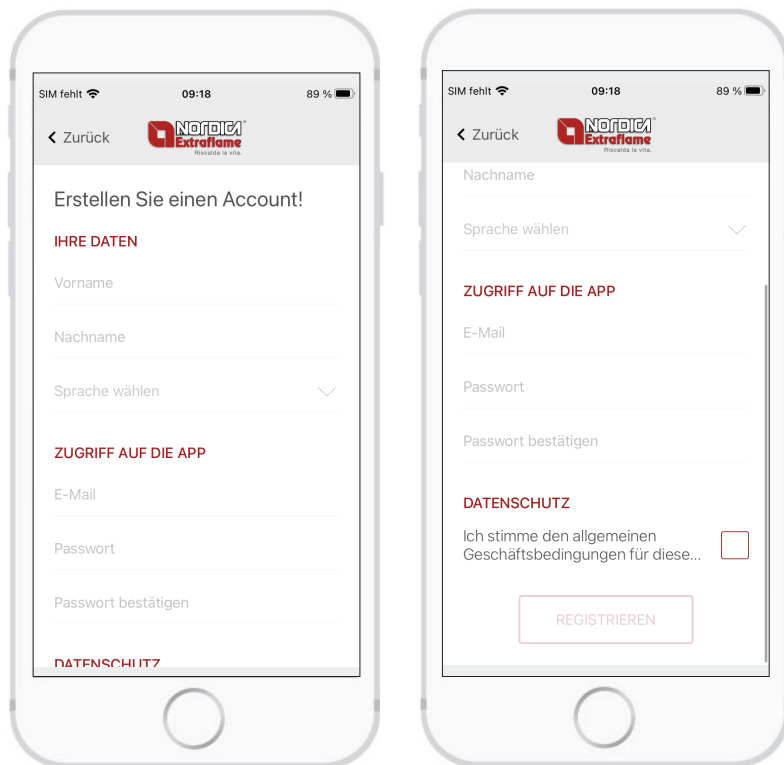 SIM fehlt 09:18 89 %
Zurück
NORDICA®
Extraflame
Riscalda la vita.
Erstellen Sie einen Account!
IHRE DATEN
Vorname
Nachname
Sprache wählen
ZUGRIFF AUF DIE APP
E-Mail
Passwort
Passwort bestätigen
DATENSCHUTZ
SIM fehlt 09:18 89 %
Zurück
NORDICA®
Extraflame
Riscalda la vita.
Nachname
Sprache wählen
ZUGRIFF AUF DIE APP
E-Mail
Passwort
Passwort bestätigen
DATENSCHUTZ
Ich stimme den allgemeinen
Geschäftsbedingungen für diese...
REGISTRIEREN